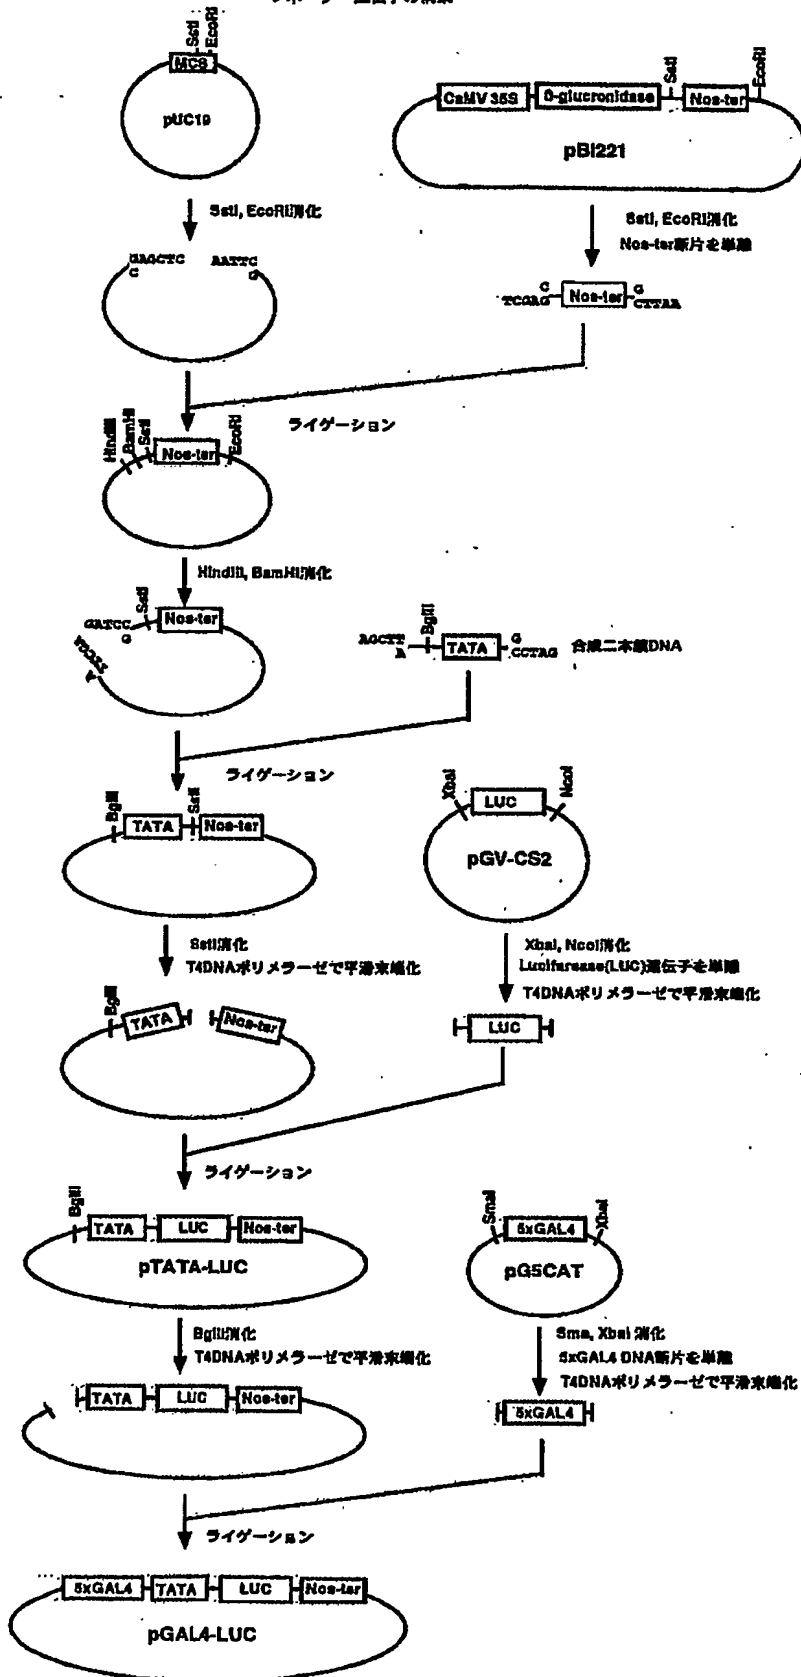 SstI
EcoRI
MCS
pUC19
CaMV 35S
D-glucronidase
SstI
Nos-ter
EcoRI
pBI221
SstI, EcoRI消化
SstI, EcoRI消化
Nos-ter断片を単離
GAGCTC
C
AATTC
G
C
TCGAG
Nos-ter
G
CTTAA
ライゲーション
HindIII
BamHI
SstI
Nos-ter
EcoRI
HindIII, BamHI消化
GATCC
G
SstI
Nos-ter
A
AGCTT
A
BglII
TATA
G
CCTAG
合成二本鎖DNA
ライゲーション
BglII
TATA
SstI
Nos-ter
XbaI
LUC
NcoI
pGV-CS2
SstI消化
T4DNAポリメラーゼで平滑末端化
XbaI, NcoI消化
Luciferease(LUC)遺伝子を単離
T4DNAポリメラーゼで平滑末端化
BglII
TATA
Nos-ter
LUC
ライゲーション
BglII
TATA
LUC
Nos-ter
pTATA-LUC
SmaI
5xGAL4
XbaI
pG5CAT
BglII消化
T4DNAポリメラーゼで平滑末端化
Sma, XbaI 消化
5xGAL4 DNA断片を単離
T4DNAポリメラーゼで平滑末端化
TATA
LUC
Nos-ter
5xGAL4
ライゲーション
5xGAL4
TATA
LUC
Nos-ter
pGAL4-LUC